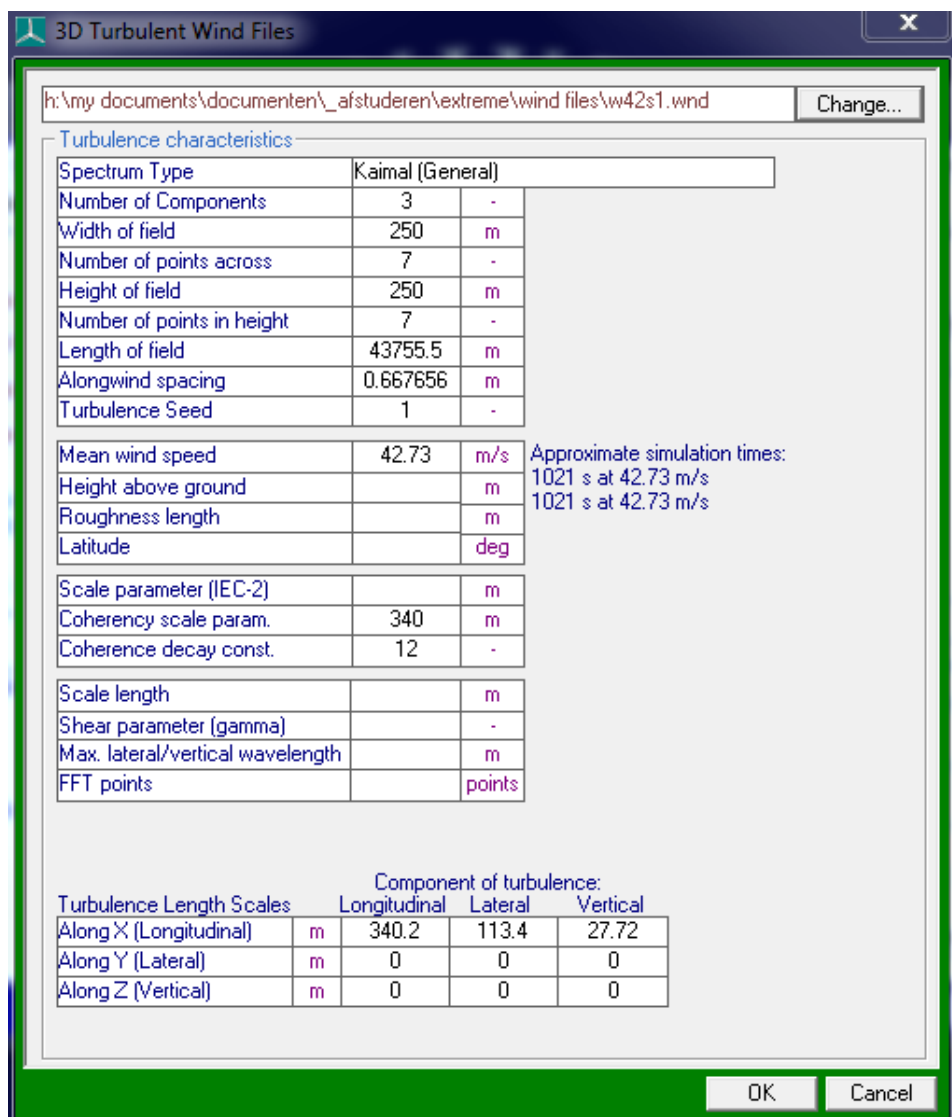 3D Turbulent Wind Files
X
h:\my documents\documenten\_afstuderen\extreme\wind files\w42s1.wnd Change...
Turbulence characteristics
Spectrum Type Kaimal (General)
Number of Components 3 -
Width of field 250 m
Number of points across 7 -
Height of field 250 m
Number of points in height 7 -
Length of field 43755.5 m
Alongwind spacing 0.667656 m
Turbulence Seed 1 -
Mean wind speed 42.73 m/s
Height above ground m
Roughness length m
Latitude deg
Approximate simulation times:
1021 s at 42.73 m/s
1021 s at 42.73 m/s
Scale parameter (IEC-2) m
Coherency scale param. 340 m
Coherence decay const. 12 -
Scale length m
Shear parameter (gamma) -
Max. lateral/vertical wavelength m
FFT points points
Component of turbulence:
Turbulence Length Scales Longitudinal Lateral Vertical
Along X (Longitudinal) m 340.2 113.4 27.72
Along Y (Lateral) m 0 0 0
Along Z (Vertical) m 0 0 0
OK Cancel